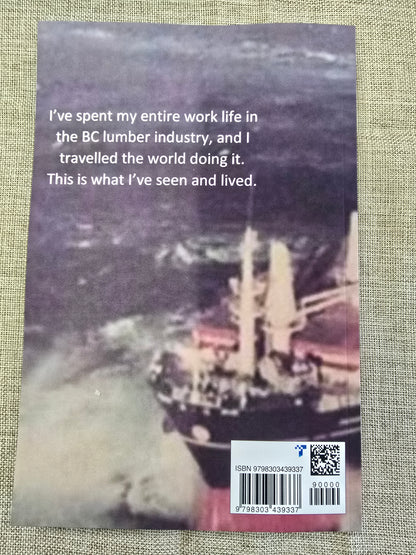 I've spent my entire work life in
the BC lumber industry, and I
travelled the world doing it.
This is what I've seen and lived.
ISBN 9798303439337
90000
9 798303 439337